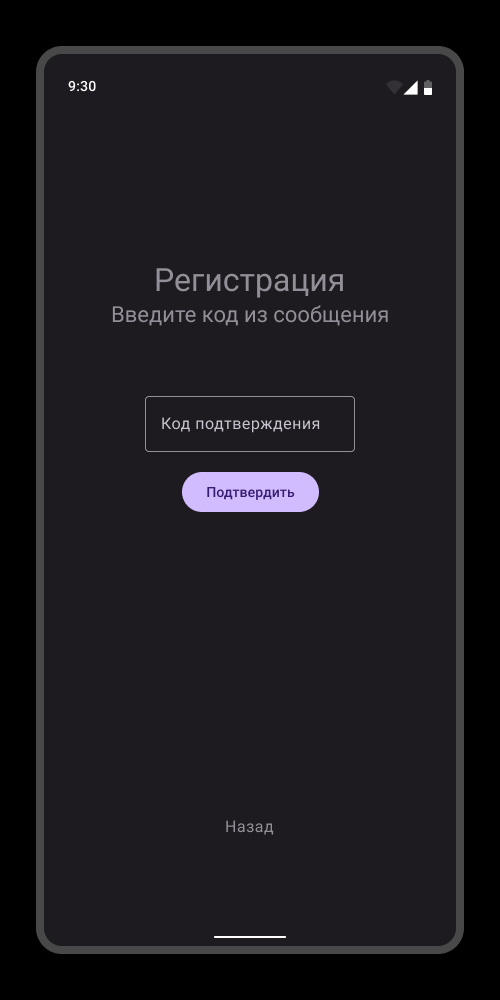 9:30
Регистрация
Введите код из сообщения
Код подтверждения
Подтвердить
Назад